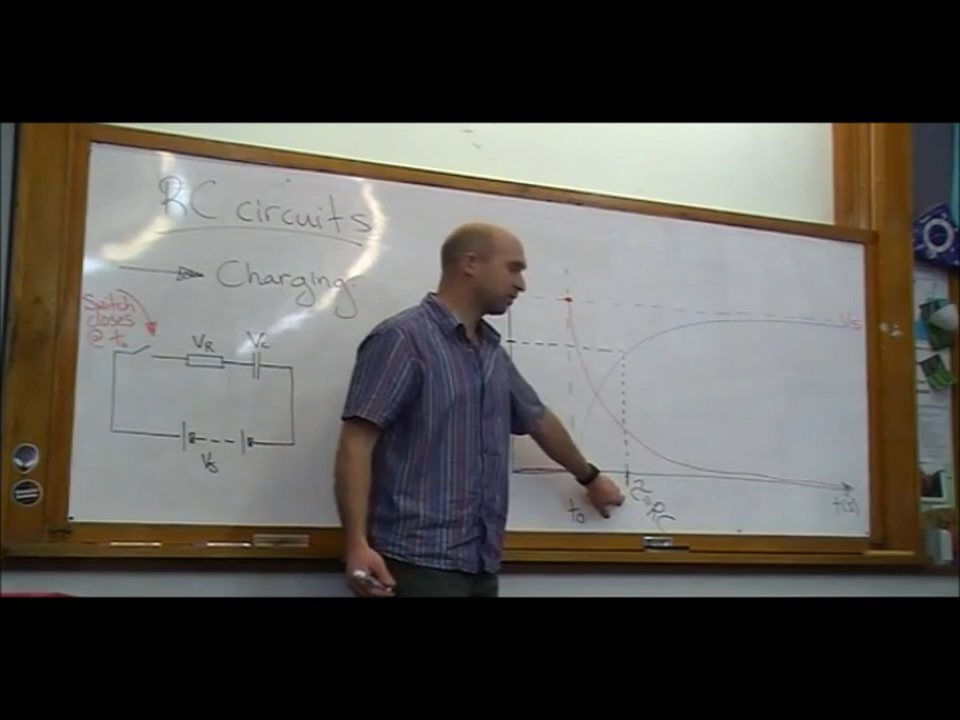 RC circuits
Charging
Switch
closes
@ t₀
V_R
V_C
V_S
V_S
t₀
τ = RC
t(s)